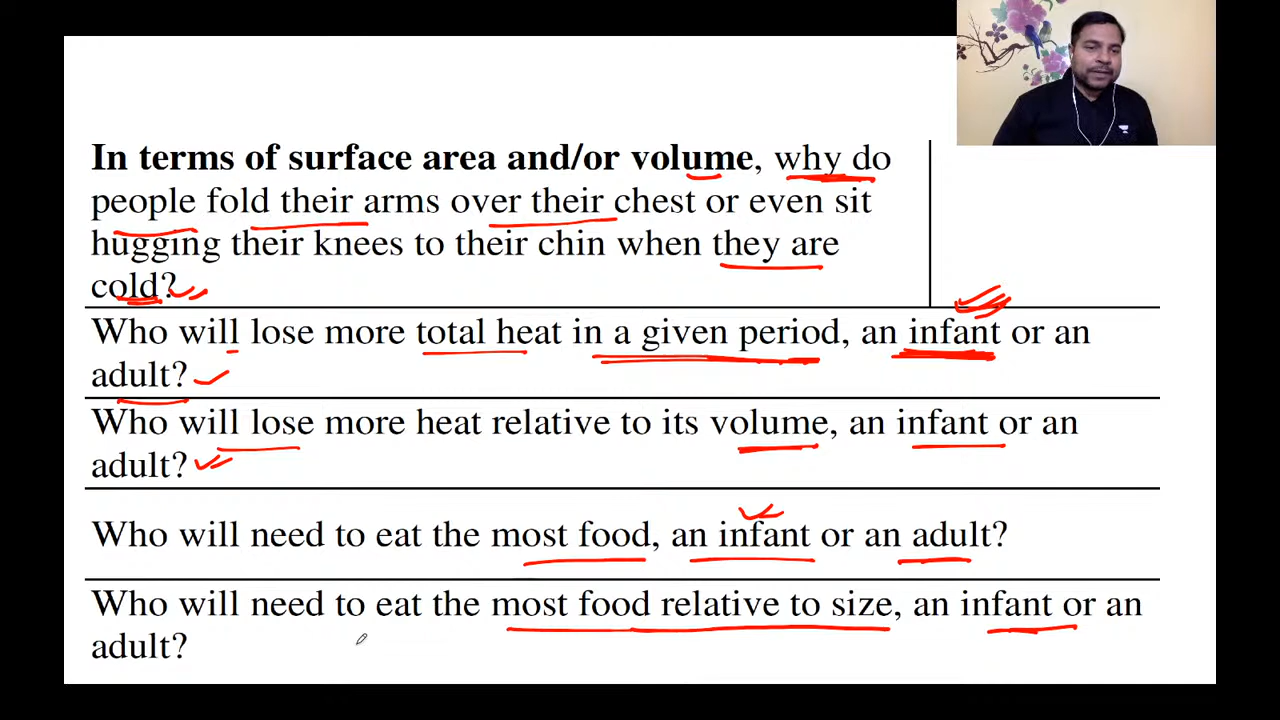 In terms of surface area and/or volume, why do
people fold their arms over their chest or even sit
hugging their knees to their chin when they are
cold?
Who will lose more total heat in a given period, an infant or an
adult?
Who will lose more heat relative to its volume, an infant or an
adult?
Who will need to eat the most food, an infant or an adult?
Who will need to eat the most food relative to size, an infant or an
adult?